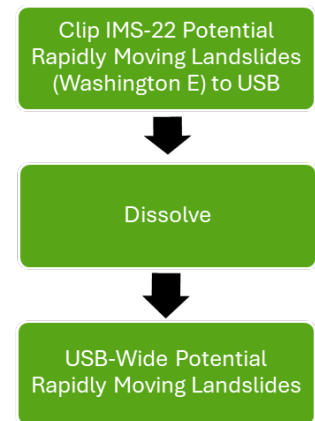 Clip IMS-22 Potential
Rapidly Moving Landslides
(Washington E) to USB
Dissolve
USB-Wide Potential
Rapidly Moving Landslides